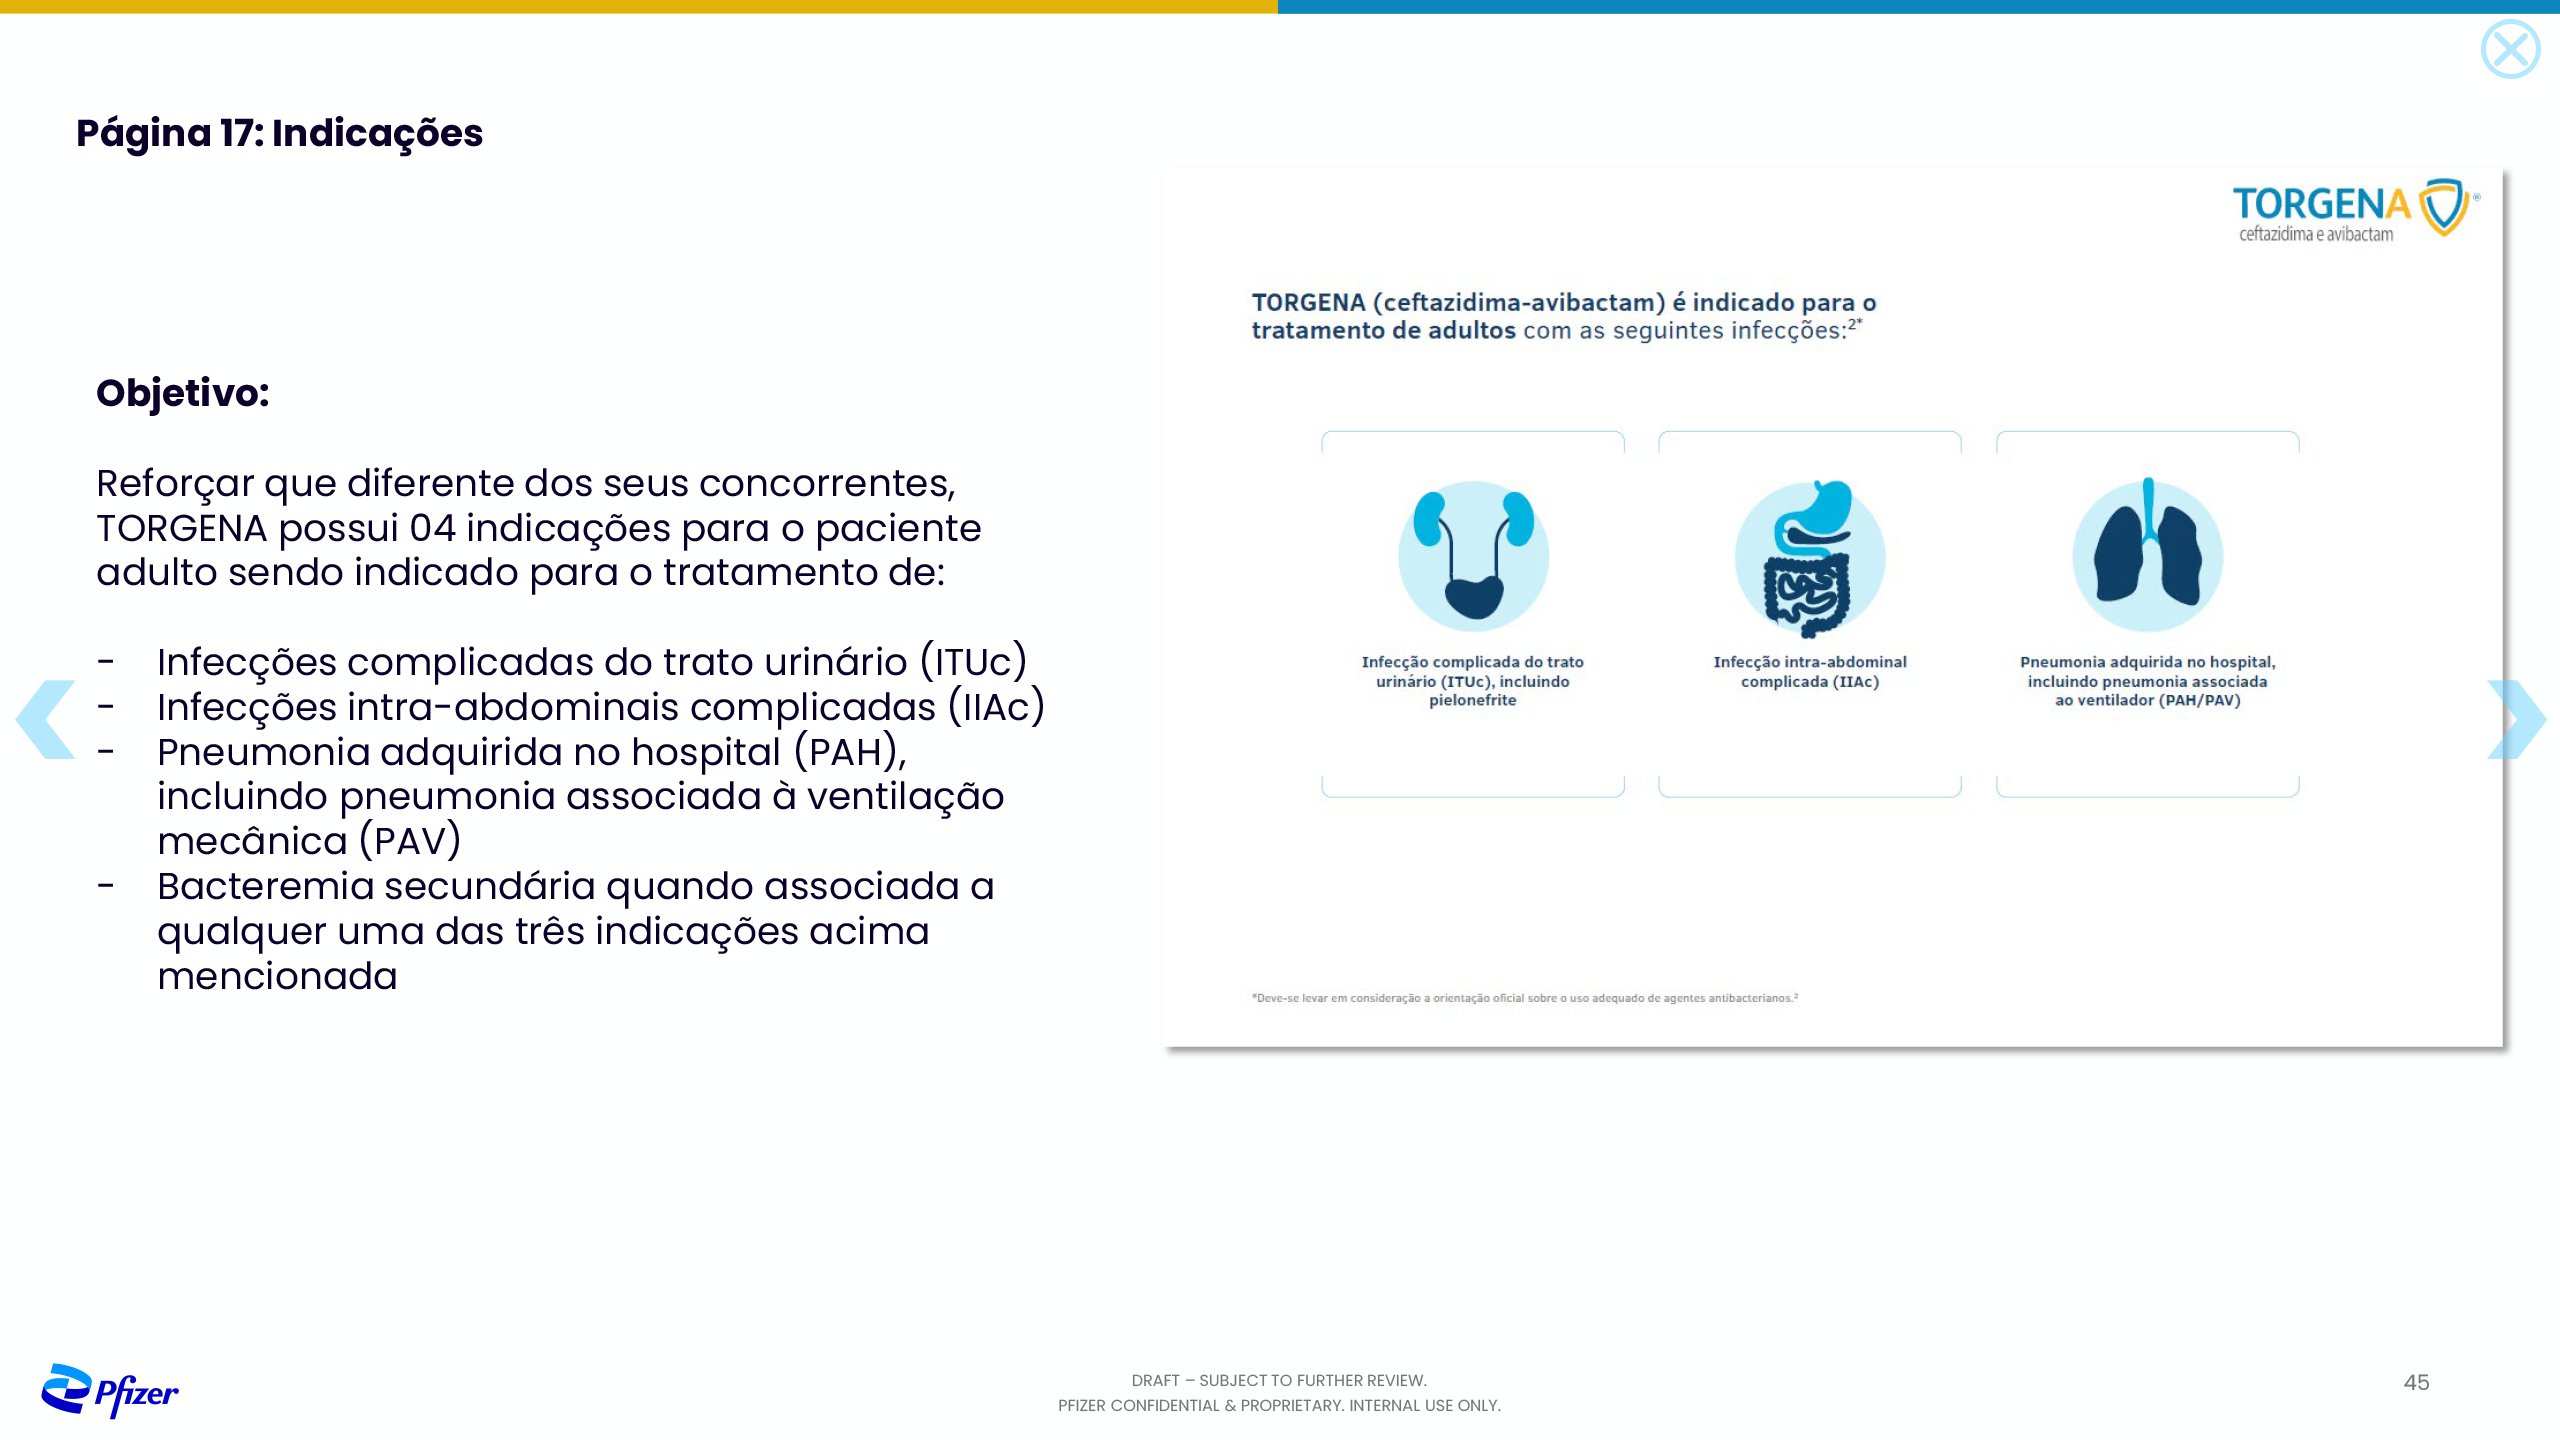 Página 17: Indicações
Objetivo:
Reforçar que diferente dos seus concorrentes,
TORGENA possui 04 indicações para o paciente
adulto sendo indicado para o tratamento de:
- Infecções complicadas do trato urinário (ITUc)
- Infecções intra-abdominais complicadas (IIAc)
- Pneumonia adquirida no hospital (PAH),
incluindo pneumonia associada à ventilação
mecânica (PAV)
- Bacteremia secundária quando associada a
qualquer uma das três indicações acima
mencionada
TORGENA ®
ceftazidima e avibactam
TORGENA (ceftazidima-avibactam) é indicado para o
tratamento de adultos com as seguintes infecções:2*
Infecção complicada do trato
urinário (ITUc), incluindo
pielonefrite
Infecção intra-abdominal
complicada (IIAc)
Pneumonia adquirida no hospital,
incluindo pneumonia associada
ao ventilador (PAH/PAV)
*Deve-se levar em consideração a orientação oficial sobre o uso adequado de agentes antibacterianos.2
Pfizer
DRAFT – SUBJECT TO FURTHER REVIEW.
PFIZER CONFIDENTIAL & PROPRIETARY. INTERNAL USE ONLY.
45